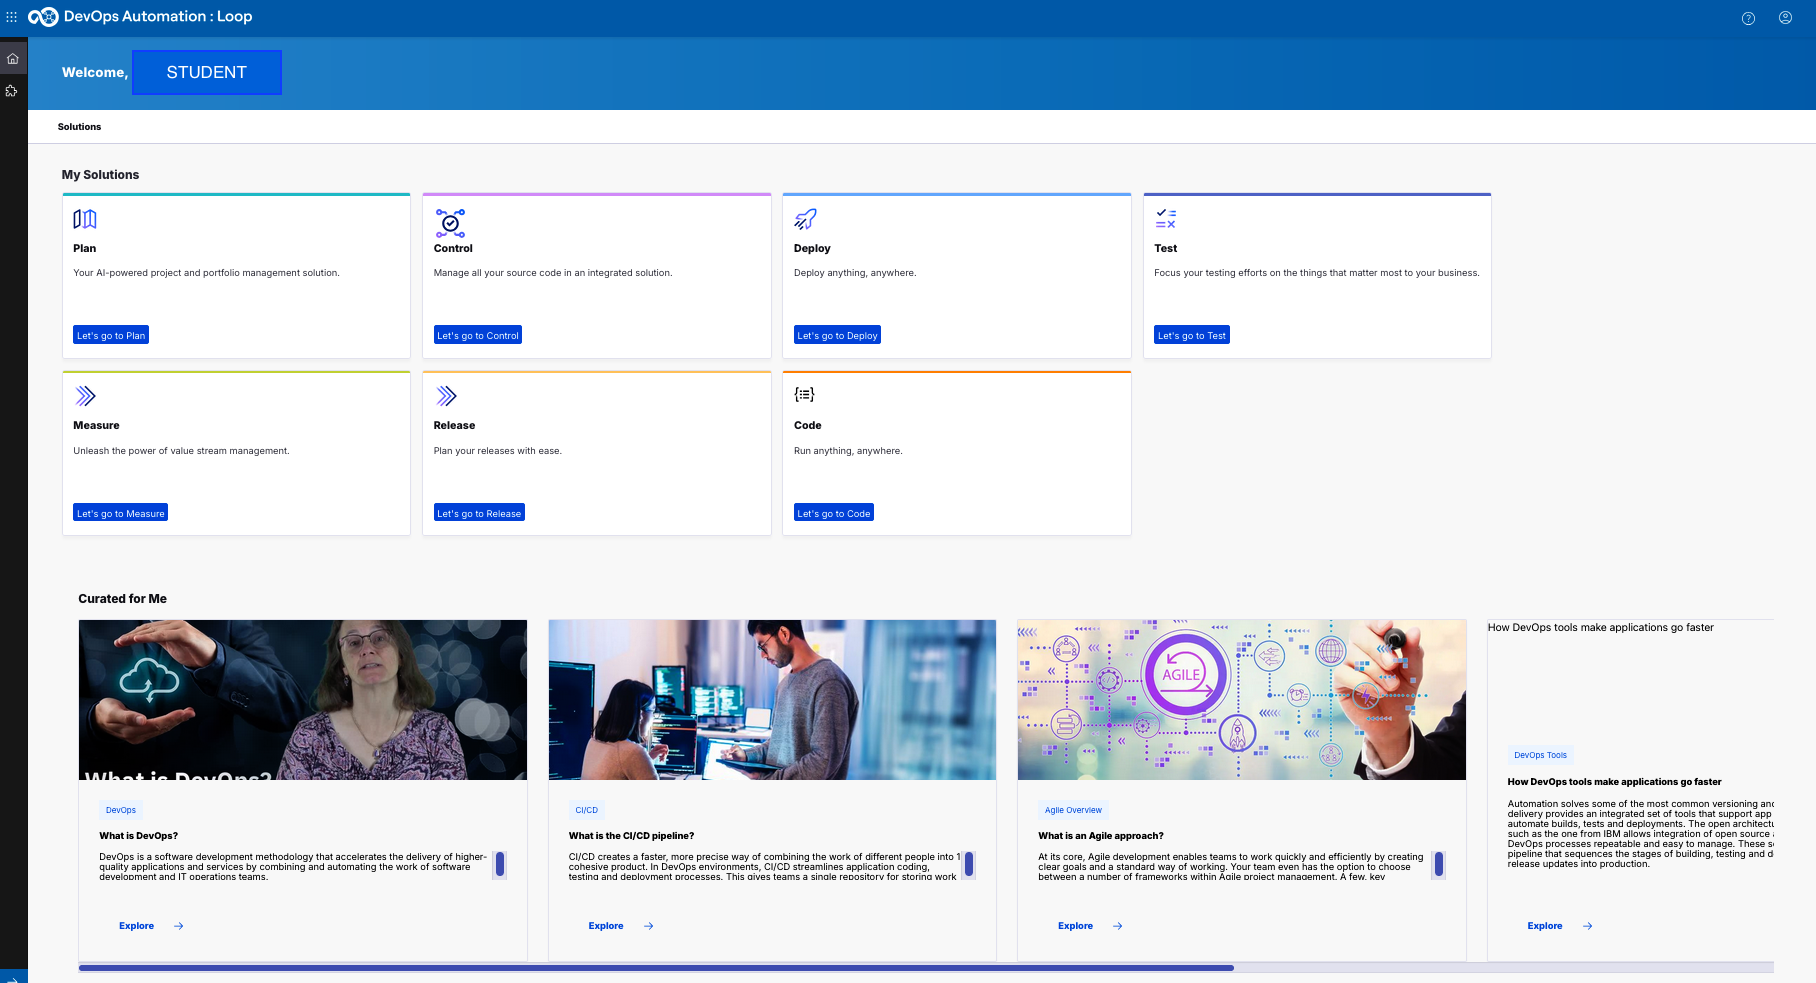 DevOps Automation : Loop
Welcome,
STUDENT
Solutions
My Solutions
Plan
Your AI-powered project and portfolio management solution.
Let's go to Plan
Control
Manage all your source code in an integrated solution.
Let's go to Control
Deploy
Deploy anything, anywhere.
Let's go to Deploy
Test
Focus your testing efforts on the things that matter most to your business.
Let's go to Test
Measure
Unleash the power of value stream management.
Let's go to Measure
Release
Plan your releases with ease.
Let's go to Release
Code
Run anything, anywhere.
Let's go to Code
Curated for Me
What is DevOps?
DevOps
What is DevOps?
DevOps is a software development methodology that accelerates the delivery of higher-
quality applications and services by combining and automating the work of software
development and IT operations teams.
Explore
CI/CD
What is the CI/CD pipeline?
CI/CD creates a faster, more precise way of combining the work of different people into 1
cohesive product. In DevOps environments, CI/CD streamlines application coding,
testing and deployment processes. This gives teams a single repository for storing work
Explore
AGILE
Agile Overview
What is an Agile approach?
At its core, Agile development enables teams to work quickly and efficiently by creating
clear goals and a standard way of working. Your team even has the option to choose
between a number of frameworks within Agile project management. A few, key
Explore
How DevOps tools make applications go faster
DevOps Tools
How DevOps tools make applications go faster
Automation solves some of the most common versioning and
delivery provides an integrated set of tools that support app
automate builds, tests and deployments. The open architectu
such as the one from IBM allows integration of open source
DevOps processes repeatable and easy to manage. These so
pipeline that sequences the stages of building, testing and d
release updates into production.
Explore